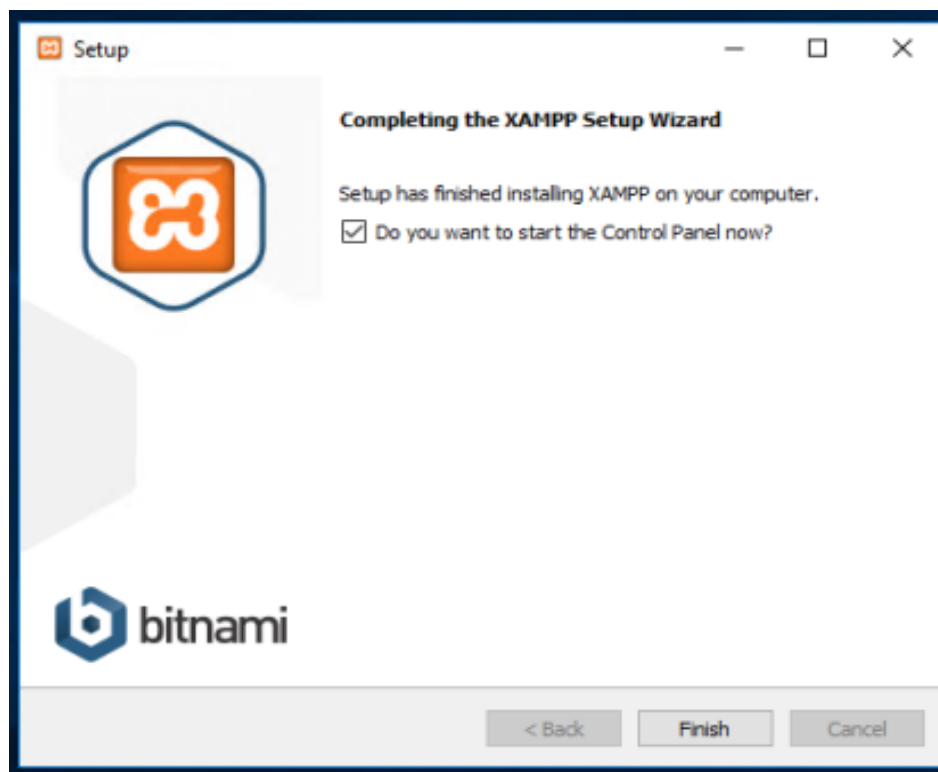 Setup
Completing the XAMPP Setup Wizard
Setup has finished installing XAMPP on your computer.
Do you want to start the Control Panel now?
bitnami
< Back Finish Cancel